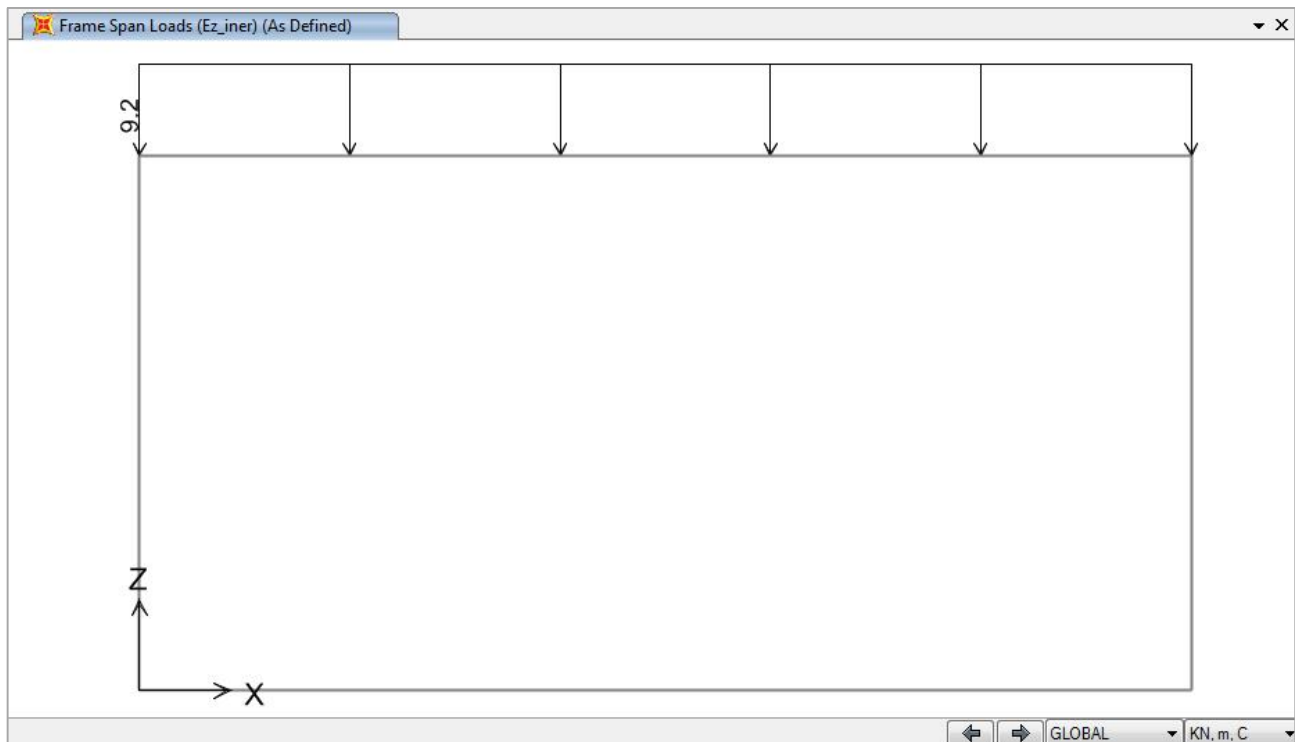 Frame Span Loads (Ez_iner) (As Defined)
9.2
Z
X
GLOBAL
KN, m, C